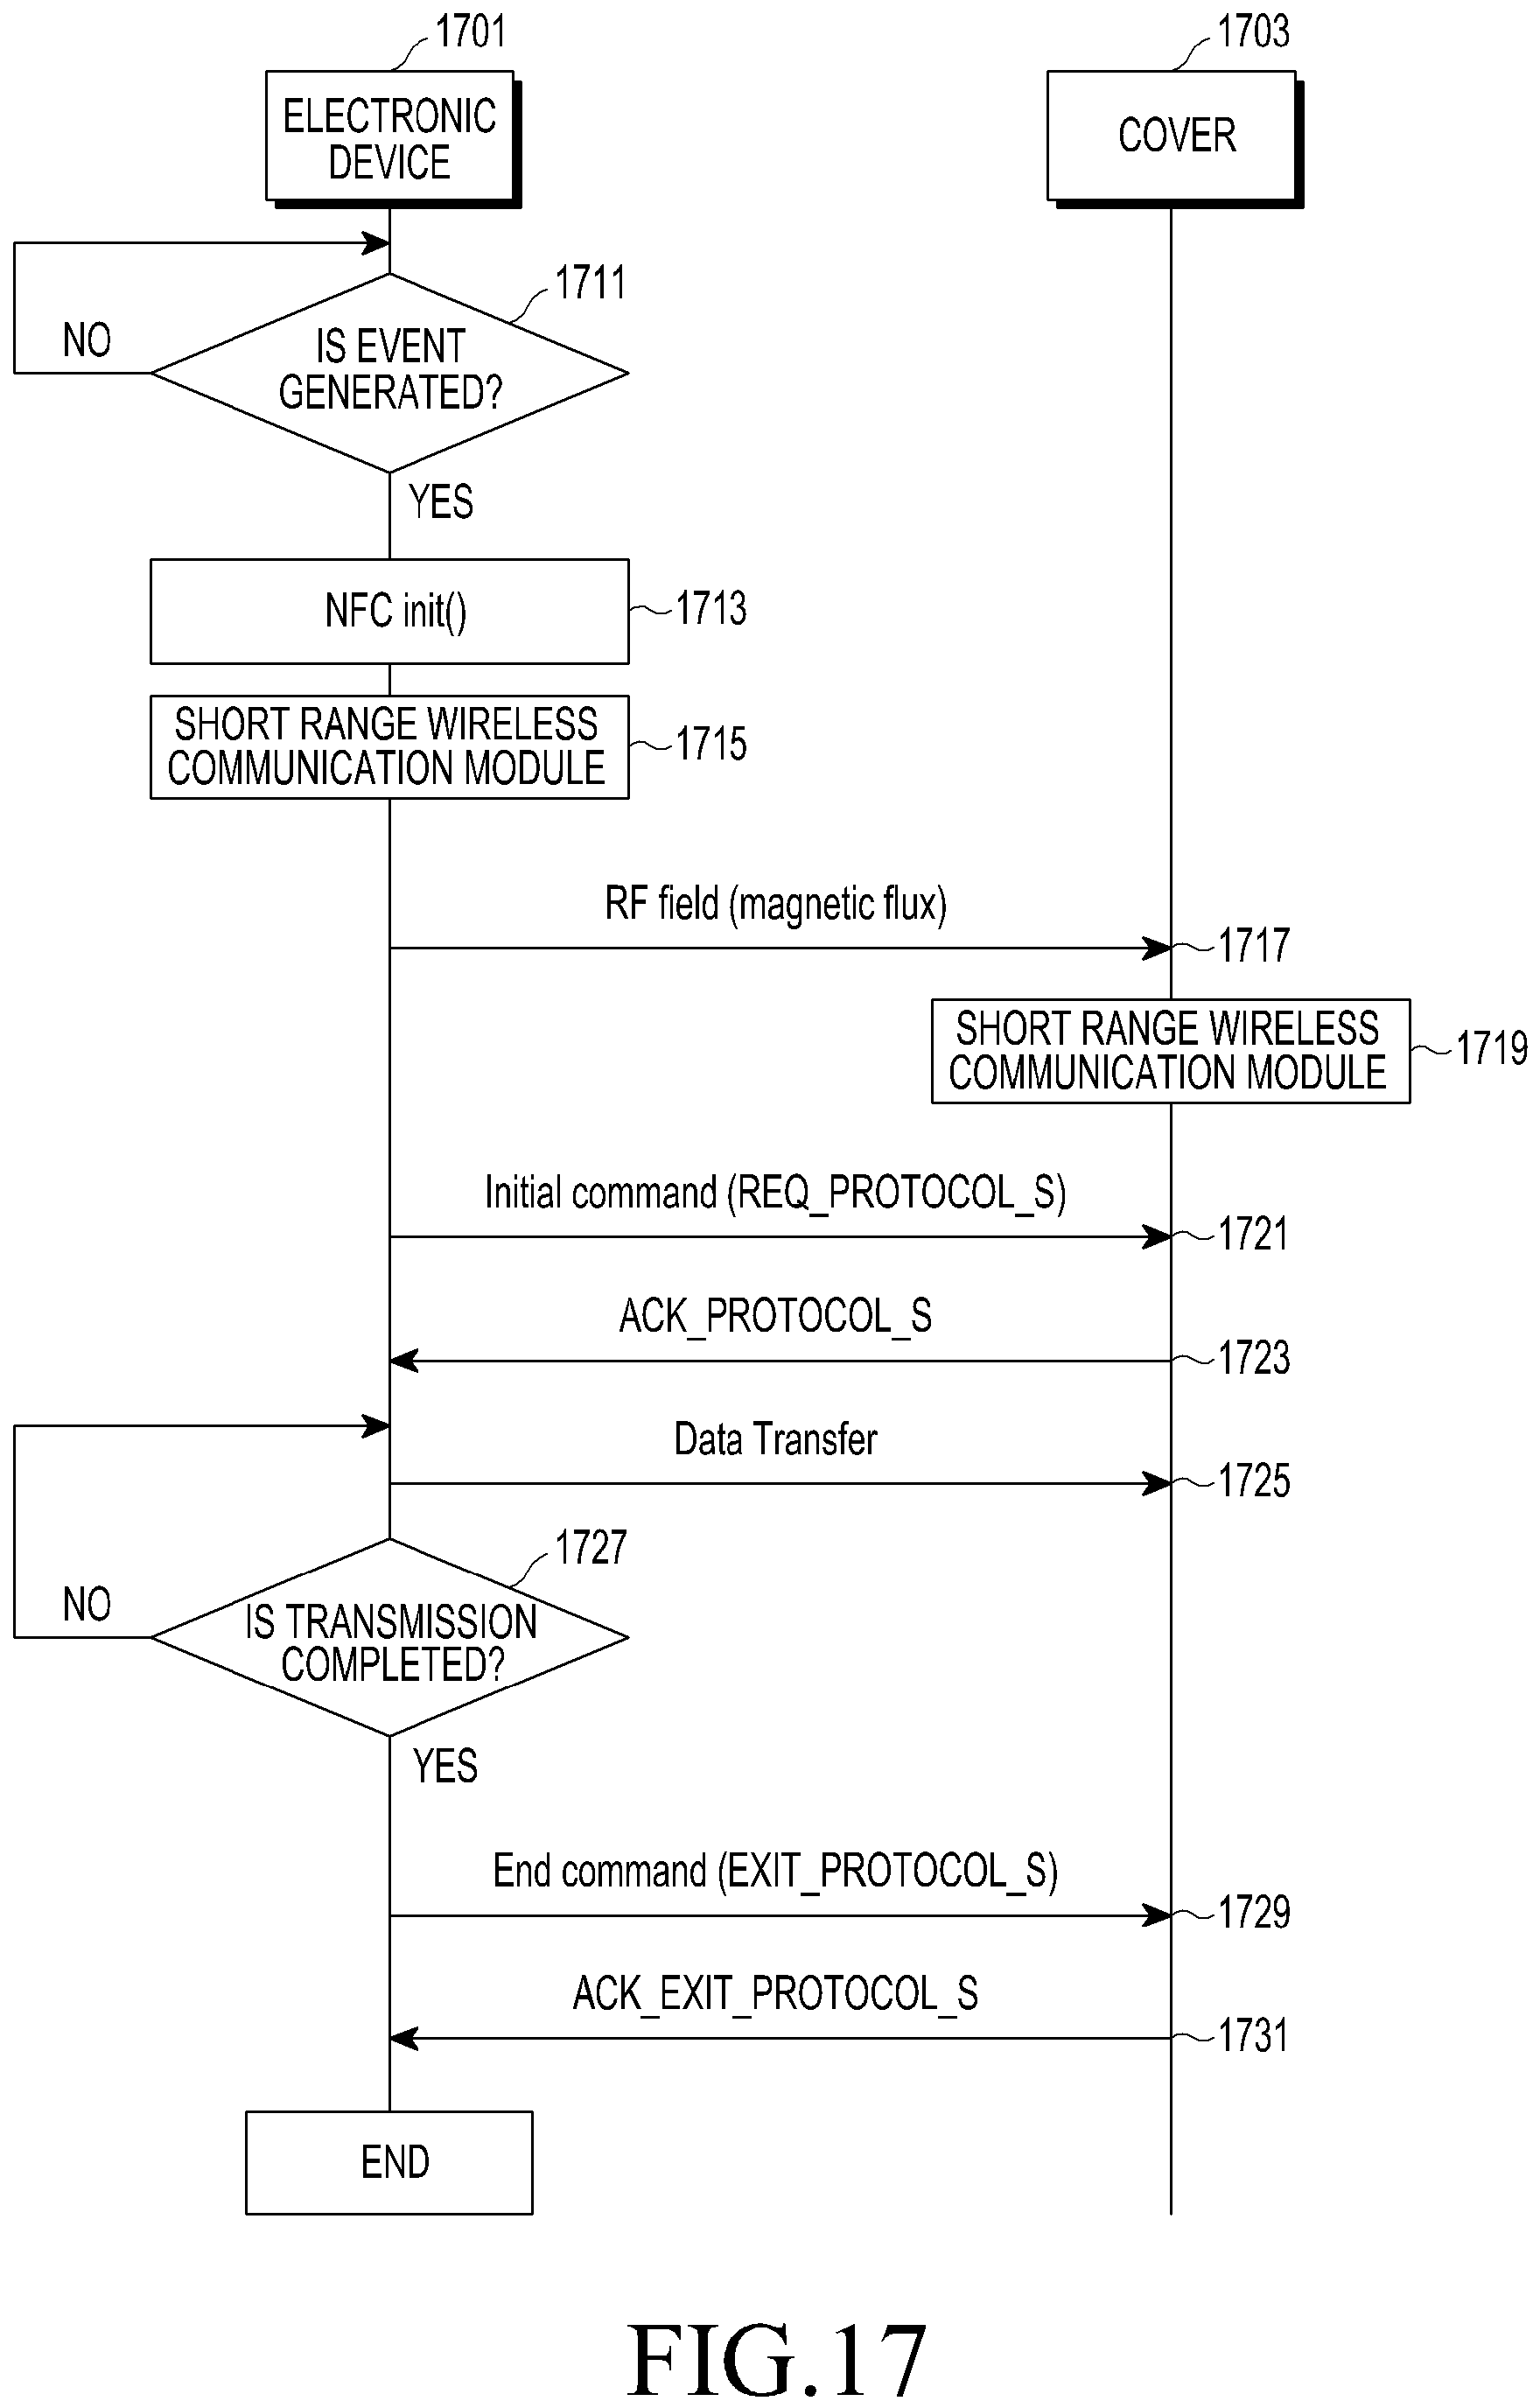 1701
1703
ELECTRONIC
DEVICE
COVER
1711
NO
IS EVENT
GENERATED?
YES
NFC init()
1713
SHORT RANGE WIRELESS
COMMUNICATION MODULE
1715
RF field (magnetic flux)
1717
SHORT RANGE WIRELESS
COMMUNICATION MODULE
1719
Initial command (REQ_PROTOCOL_S)
1721
ACK_PROTOCOL_S
1723
Data Transfer
1725
1727
NO
IS TRANSMISSION
COMPLETED?
YES
End command (EXIT_PROTOCOL_S)
1729
ACK_EXIT_PROTOCOL_S
1731
END
FIG.17